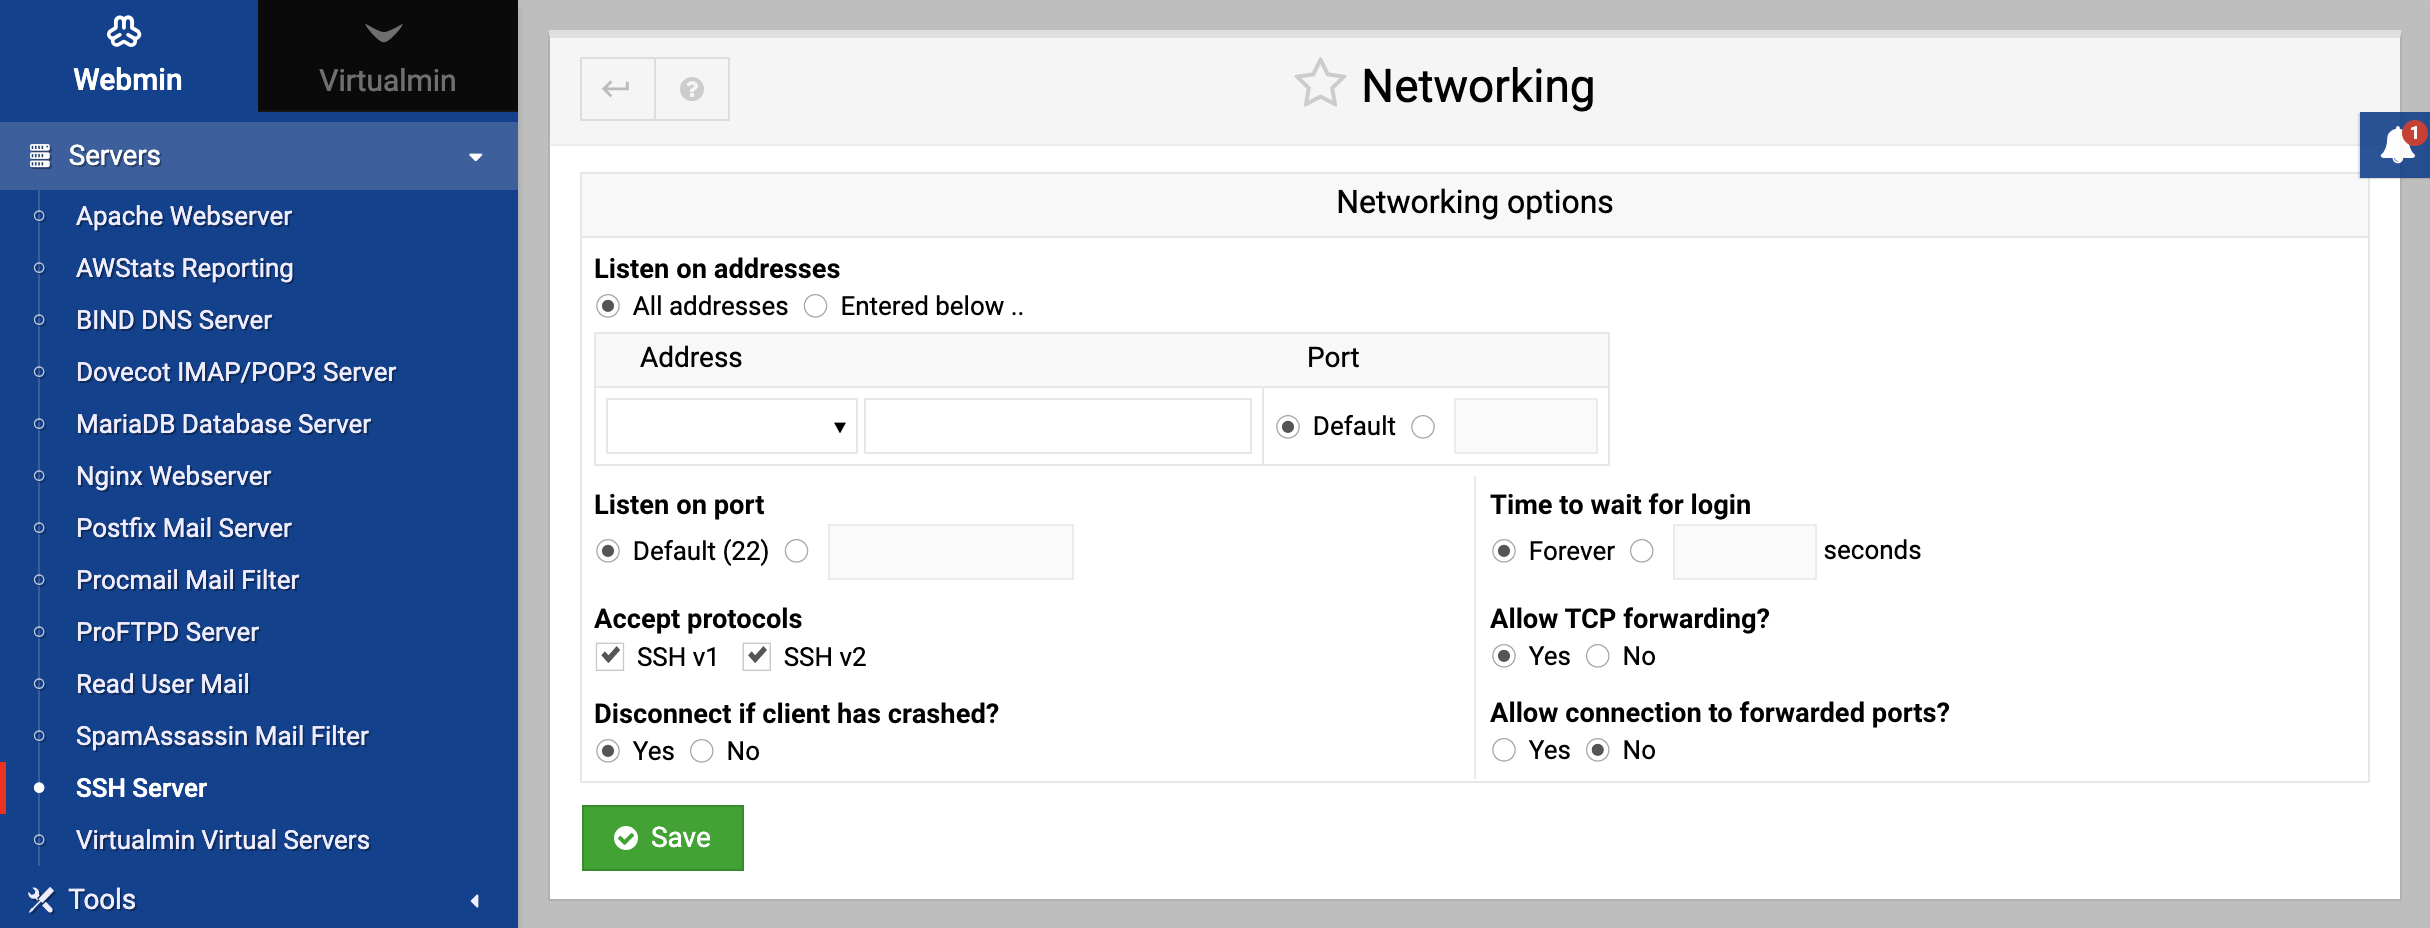 Webmin
Virtualmin
Servers
Apache Webserver
AWStats Reporting
BIND DNS Server
Dovecot IMAP/POP3 Server
MariaDB Database Server
Nginx Webserver
Postfix Mail Server
Procmail Mail Filter
ProFTPD Server
Read User Mail
SpamAssassin Mail Filter
SSH Server
Virtualmin Virtual Servers
Tools
?
Networking
1
Networking options
Listen on addresses
All addresses Entered below ..
Address Port
Default
Listen on port
Default (22)
Time to wait for login
Forever seconds
Accept protocols
SSH v1 SSH v2
Allow TCP forwarding?
Yes No
Disconnect if client has crashed?
Yes No
Allow connection to forwarded ports?
Yes No
Save